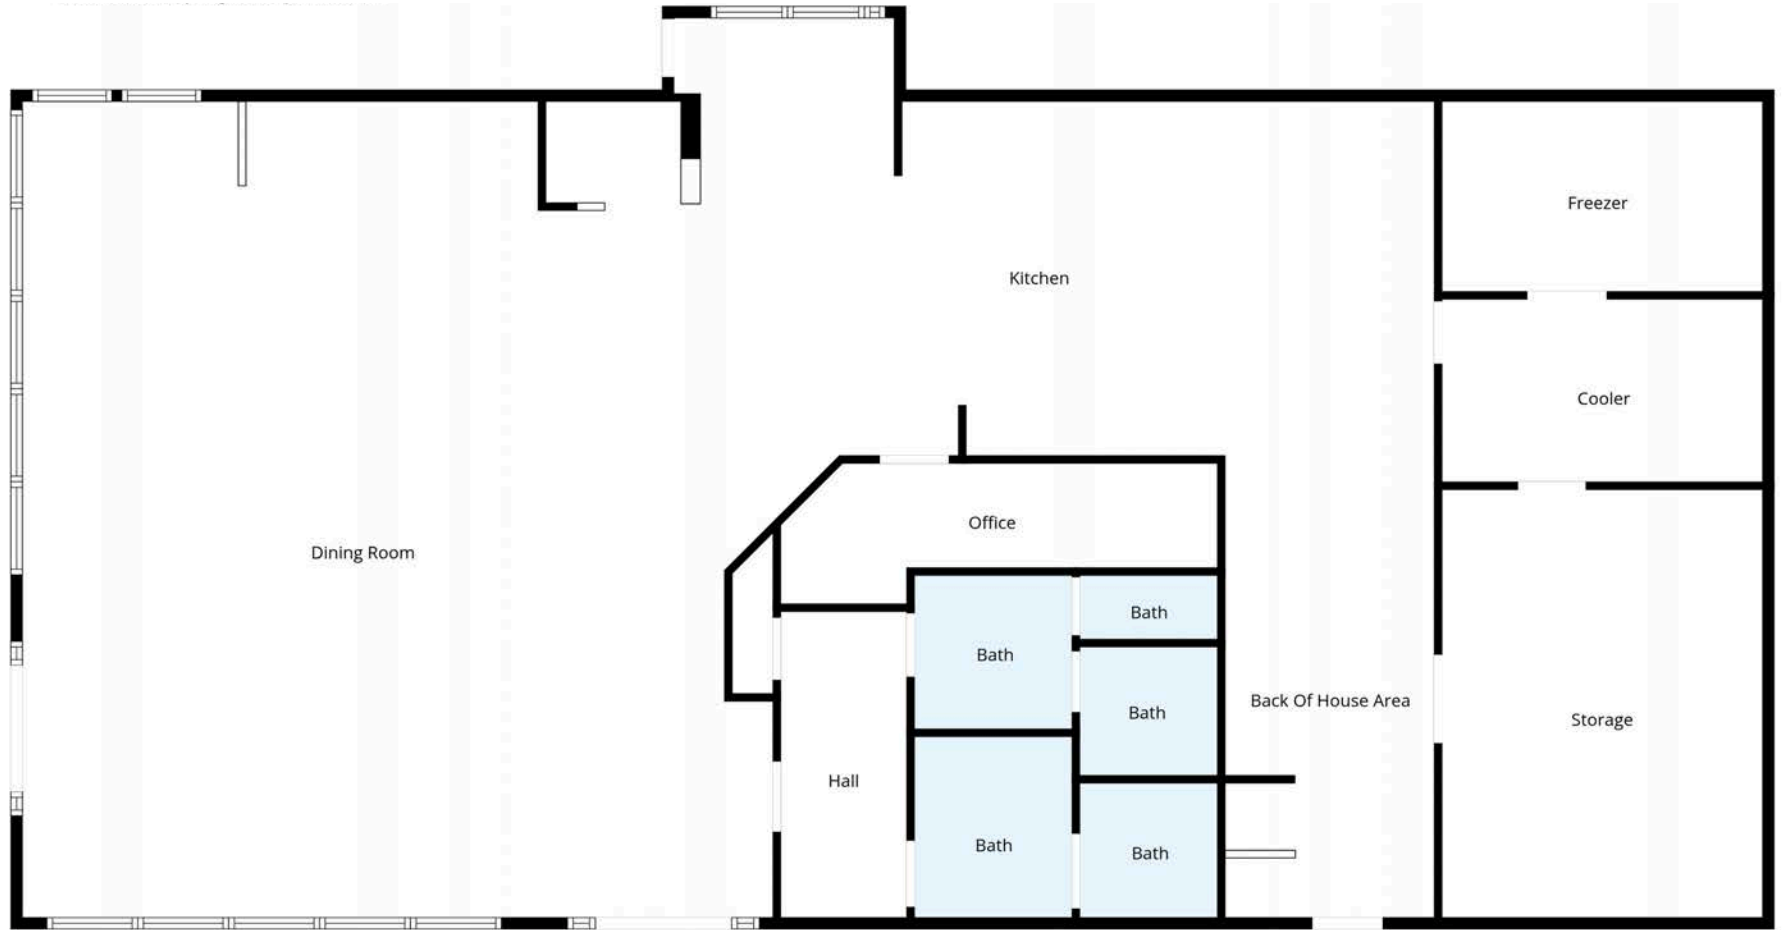 Freezer
Kitchen
Cooler
Office
Dining Room
Bath
Bath
Back Of House Area
Bath
Storage
Hall
Bath
Bath